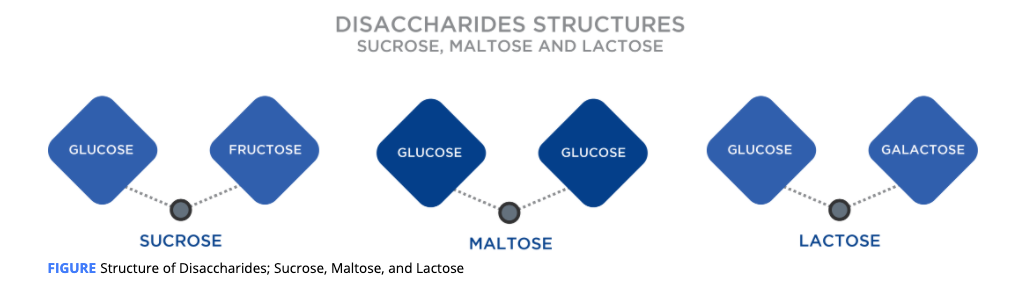 DISACCHARIDES STRUCTURES
SUCROSE, MALTOSE AND LACTOSE
GLUCOSE FRUCTOSE GLUCOSE GLUCOSE GLUCOSE GALACTOSE
SUCROSE MALTOSE LACTOSE
FIGURE Structure of Disaccharides; Sucrose, Maltose, and Lactose